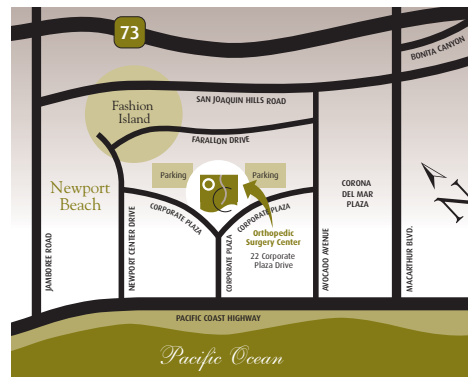 73
BONITA CANYON
SAN JOAQUIN HILLS ROAD
Fashion
Island
FARALLON DRIVE
Parking
Parking
Newport
Beach
CORONA
DEL MAR
PLAZA
CORPORATE PLAZA
CORPORATE PLAZA
Orthopedic
Surgery Center
22 Corporate
Plaza Drive
JAMBOREE ROAD
NEWPORT CENTER DRIVE
CORPORATE PLAZA
AVOCADO AVENUE
MACARTHUR BLVD.
N
PACIFIC COAST HIGHWAY
Pacific Ocean